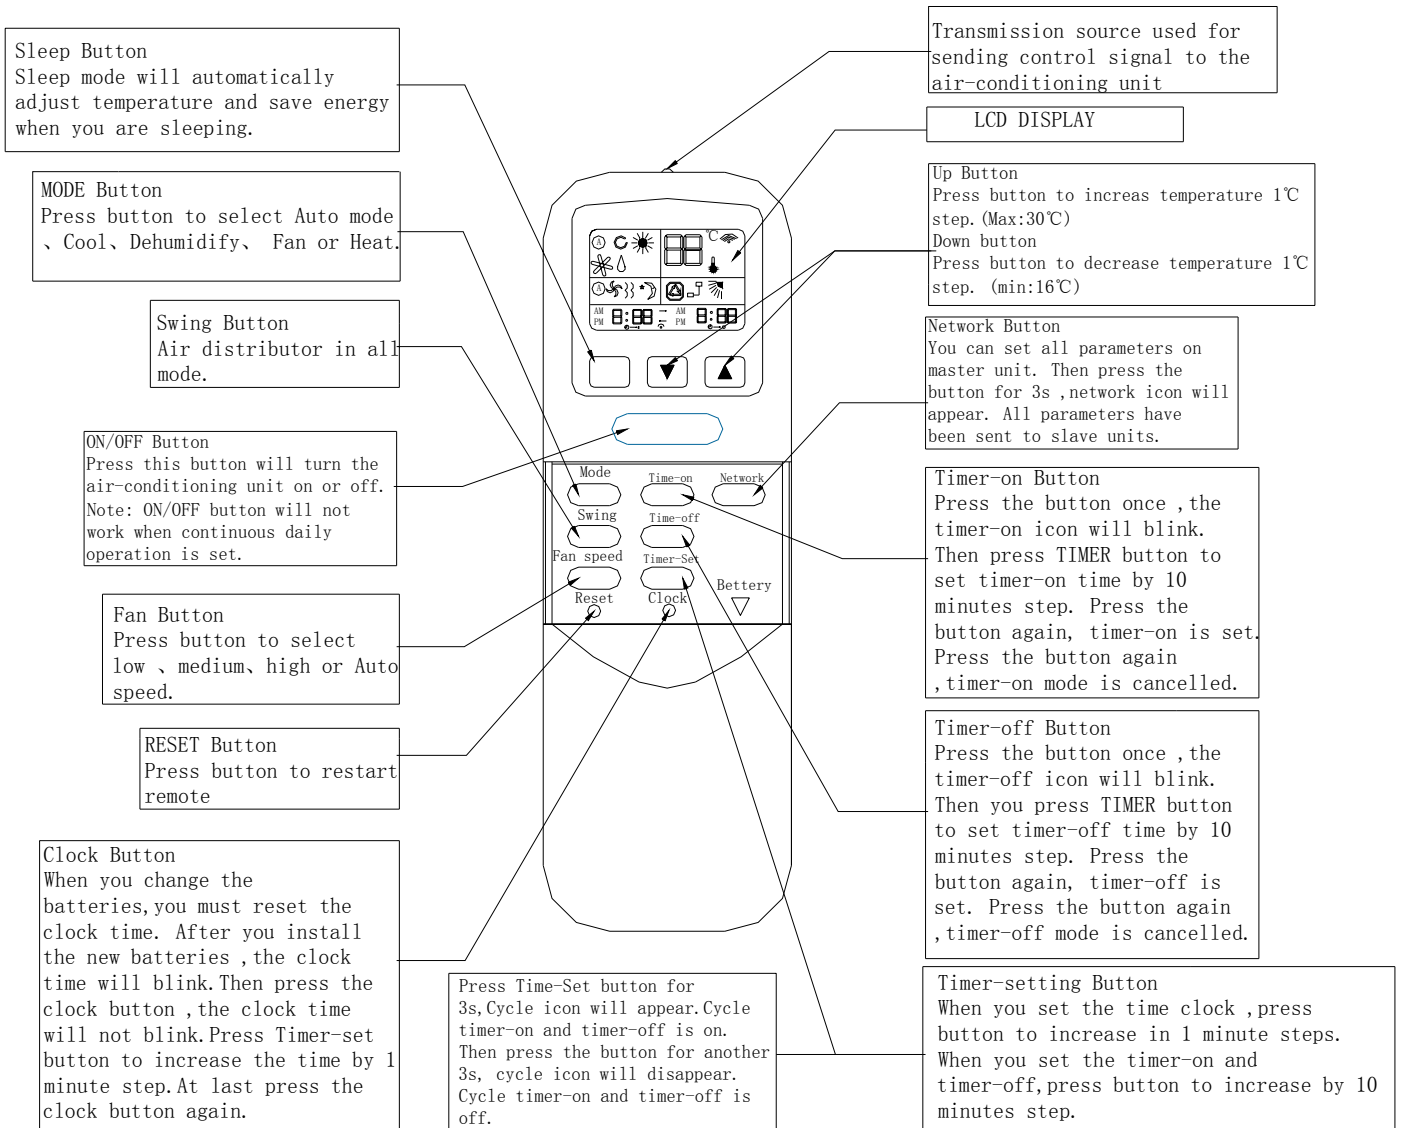 Sleep Button
Sleep mode will automatically
adjust temperature and save energy
when you are sleeping.
MODE Button
Press button to select Auto mode
、Cool、Dehumidify、 Fan or Heat.
Swing Button
Air distributor in all
mode.
ON/OFF Button
Press this button will turn the
air-conditioning unit on or off.
Note: ON/OFF button will not
work when continuous daily
operation is set.
Fan Button
Press button to select
low 、medium、high or Auto
speed.
RESET Button
Press button to restart
remote
Clock Button
When you change the
batteries,you must reset the
clock time. After you install
the new batteries ,the clock
time will blink.Then press the
clock button ,the clock time
will not blink.Press Timer-set
button to increase the time by 1
minute step.At last press the
clock button again.
A
℃
A
AM
PM
8:88
AM
PM
8:88
Mode
Time-on
Network
Swing
Time-off
Fan speed
Timer-Set
Bettery
Reset
Clock
Press Time-Set button for
3s,Cycle icon will appear.Cycle
timer-on and timer-off is on.
Then press the button for another
3s, cycle icon will disappear.
Cycle timer-on and timer-off is
off.
Transmission source used for
sending control signal to the
air-conditioning unit
LCD DISPLAY
Up Button
Press button to increas temperature 1℃
step.(Max:30℃)
Down button
Press button to decrease temperature 1℃
step. (min:16℃)
Network Button
You can set all parameters on
master unit. Then press the
button for 3s ,network icon will
appear. All parameters have
been sent to slave units.
Timer-on Button
Press the button once ,the
timer-on icon will blink.
Then press TIMER button to
set timer-on time by 10
minutes step. Press the
button again, timer-on is set.
Press the button again
,timer-on mode is cancelled.
Timer-off Button
Press the button once ,the
timer-off icon will blink.
Then you press TIMER button
to set timer-off time by 10
minutes step. Press the
button again, timer-off is
set. Press the button again
,timer-off mode is cancelled.
Timer-setting Button
When you set the time clock ,press
button to increase in 1 minute steps.
When you set the timer-on and
timer-off,press button to increase by 10
minutes step.